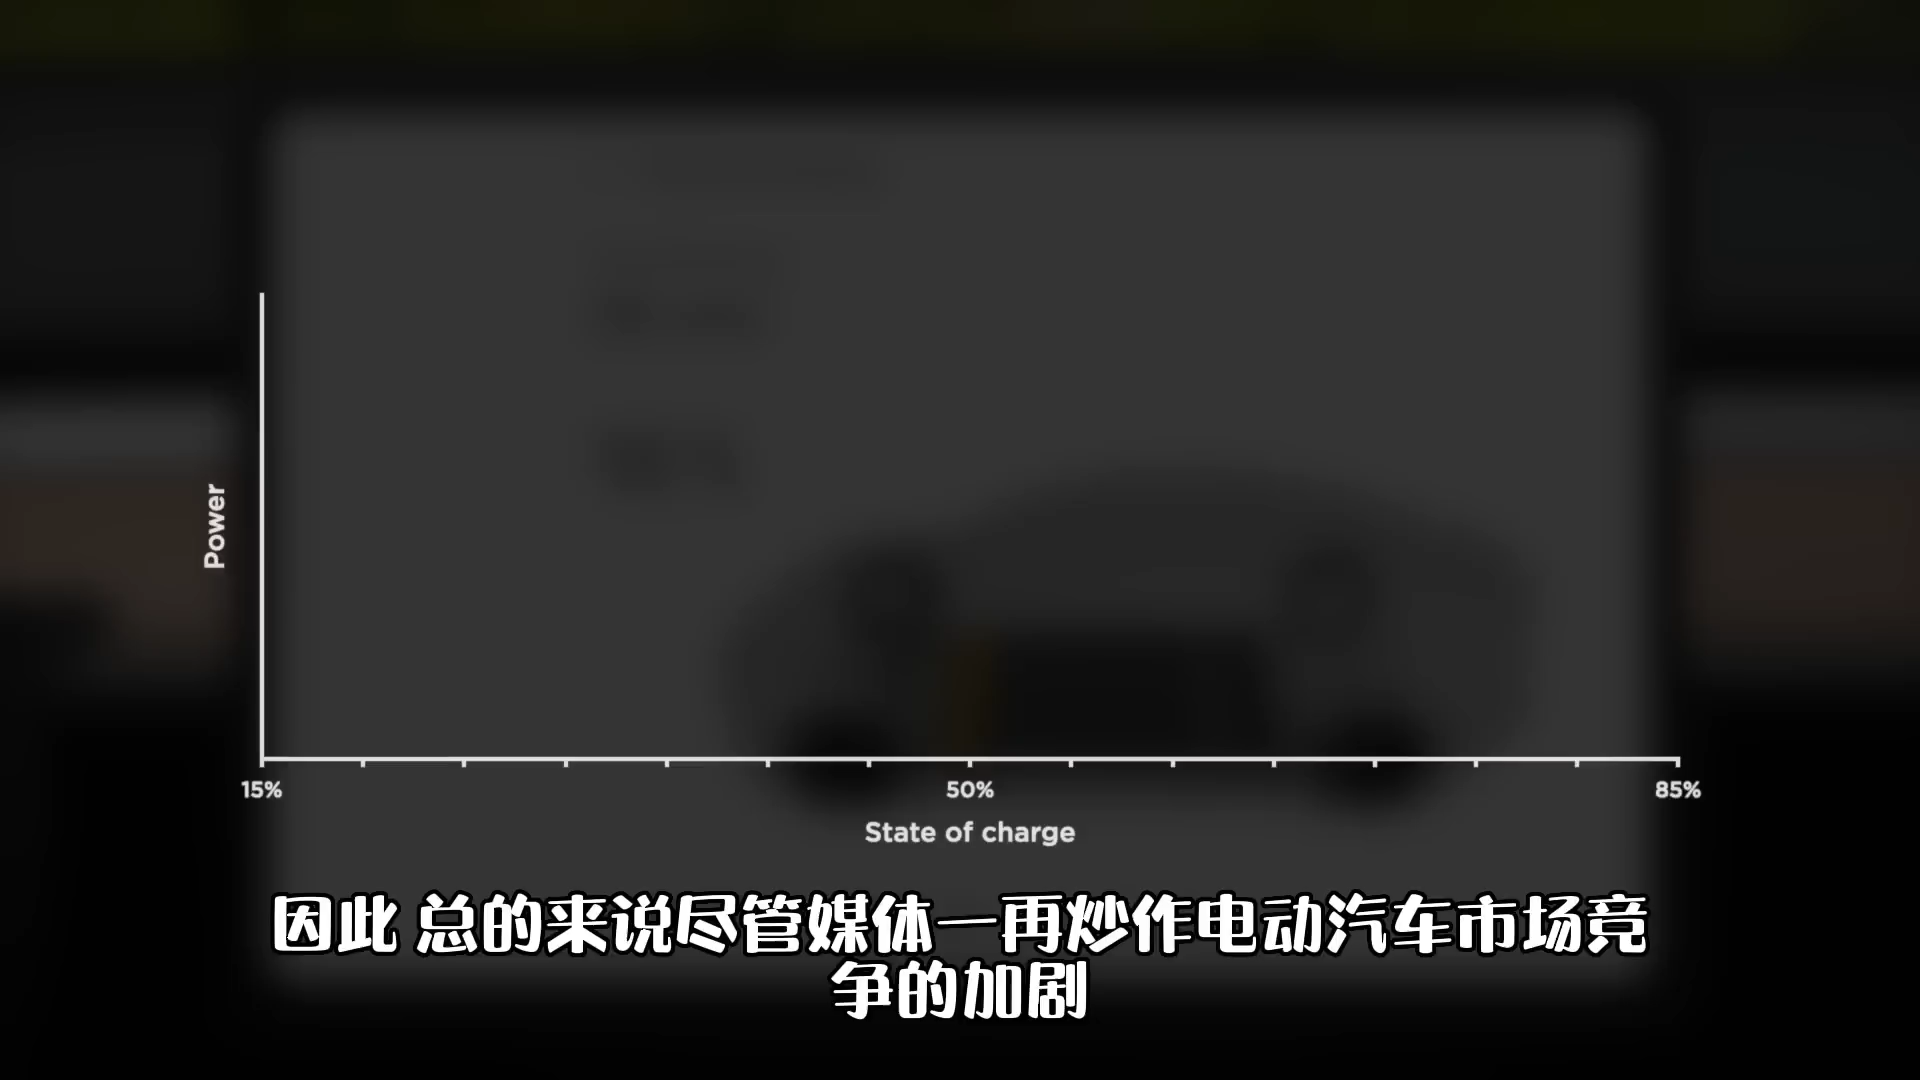 Power
15%
50%
85%
State of charge
因此 总的来说尽管媒体一再炒作电动汽车市场竞
争的加剧